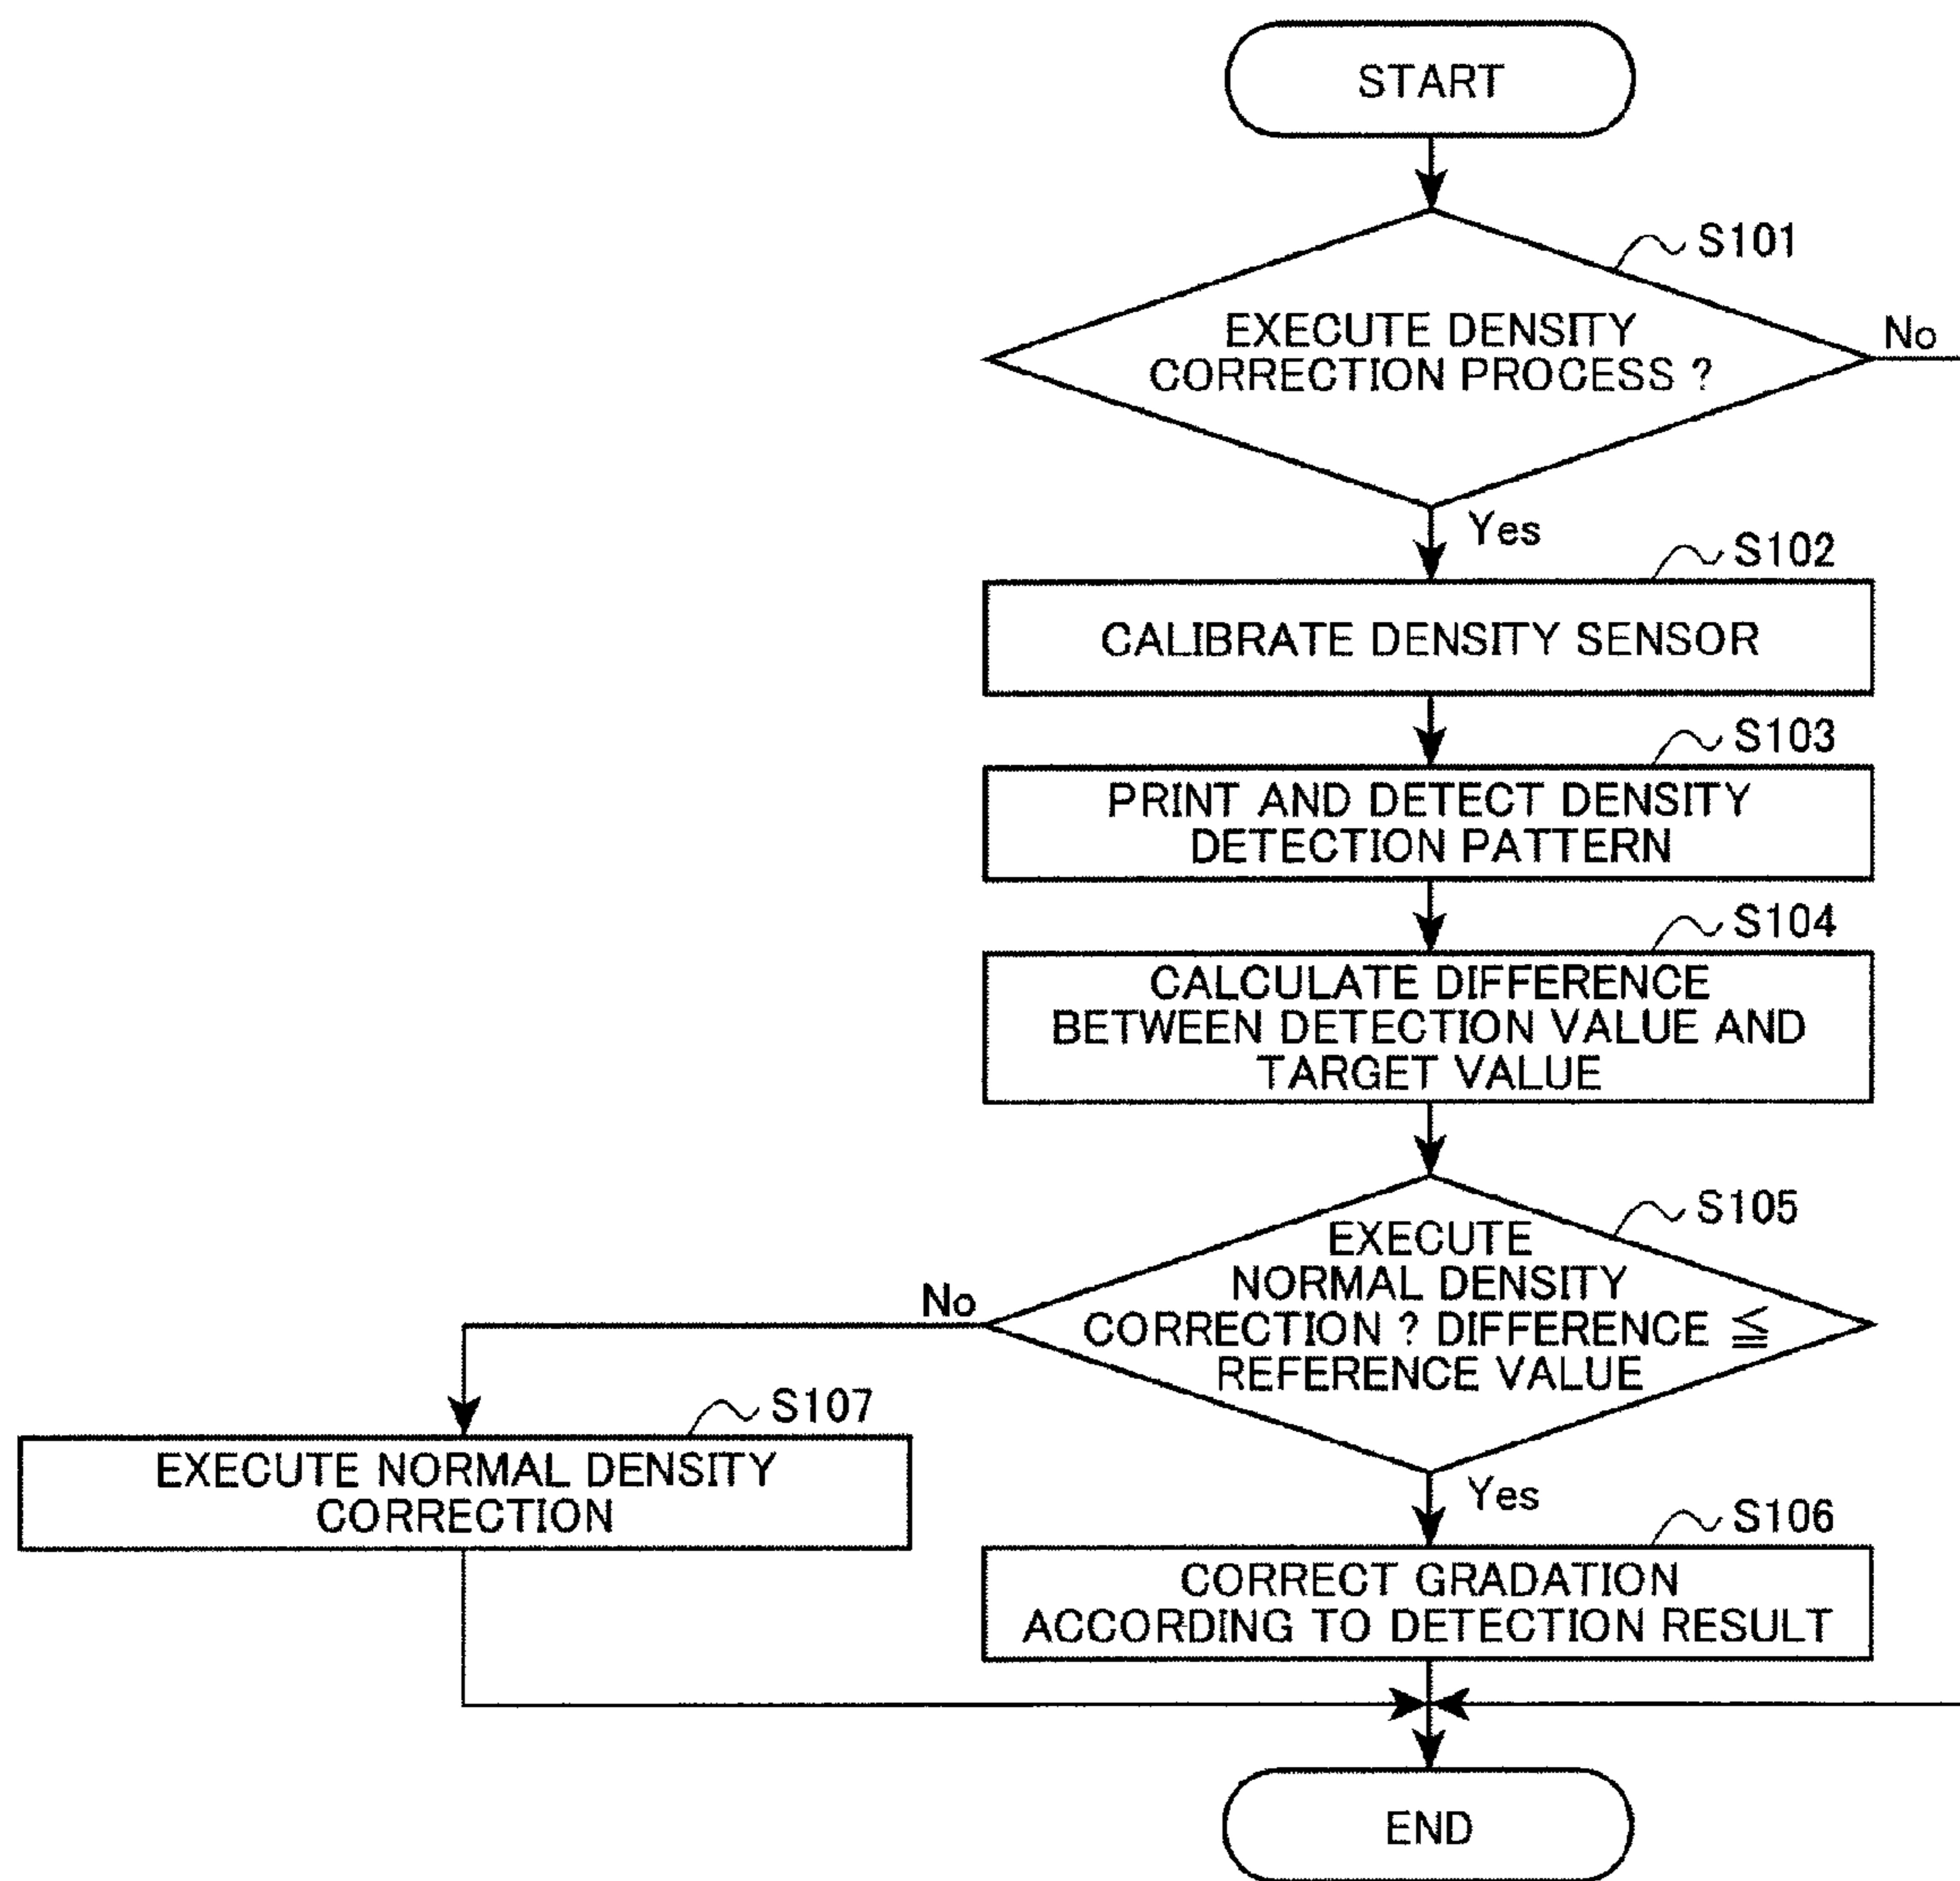 START
S101
EXECUTE DENSITY
CORRECTION PROCESS ?
No
Yes
S102
CALIBRATE DENSITY SENSOR
S103
PRINT AND DETECT DENSITY
DETECTION PATTERN
S104
CALCULATE DIFFERENCE
BETWEEN DETECTION VALUE AND
TARGET VALUE
S105
EXECUTE
NORMAL DENSITY
CORRECTION ? DIFFERENCE ≦
REFERENCE VALUE
No
S107
EXECUTE NORMAL DENSITY
CORRECTION
Yes
S106
CORRECT GRADATION
ACCORDING TO DETECTION RESULT
END